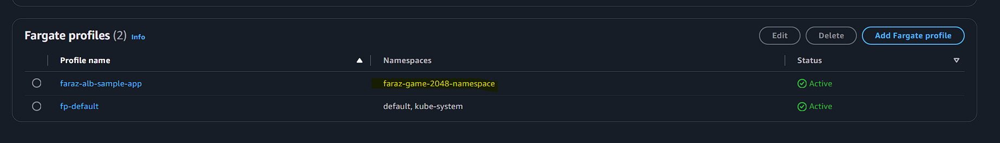 Fargate profiles (2) Info
Edit
Delete
Add Fargate profile
Profile name
Namespaces
Status
faraz-alb-sample-app
faraz-game-2048-namespace
Active
fp-default
default, kube-system
Active